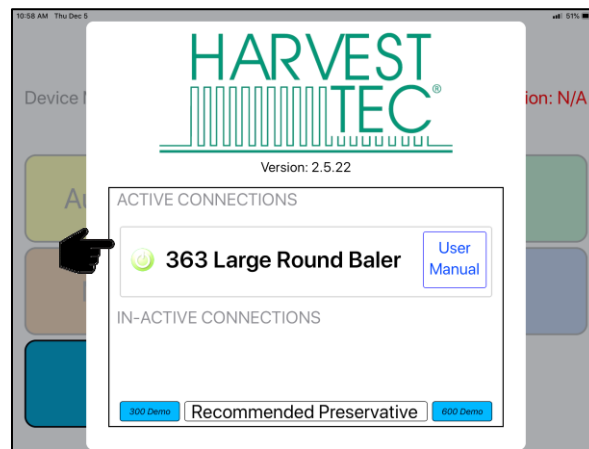 10:58 AM Thu Dec 5
51%
HARVEST
TEC®
Device
ion: N/A
Version: 2.5.22
ACTIVE CONNECTIONS
363 Large Round Baler
User
Manual
IN-ACTIVE CONNECTIONS
300 Demo
Recommended Preservative
600 Demo